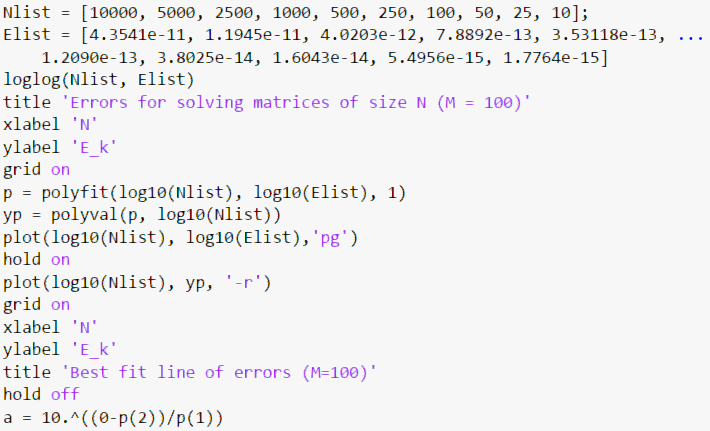 Nlist = [10000, 5000, 2500, 1000, 500, 250, 100, 50, 25, 10];
Elist = [4.3541e-11, 1.1945e-11, 4.0203e-12, 7.8892e-13, 3.53118e-13, ...
1.2090e-13, 3.8025e-14, 1.6043e-14, 5.4956e-15, 1.7764e-15]
loglog(Nlist, Elist)
title 'Errors for solving matrices of size N (M = 100)'
xlabel 'N'
ylabel 'E_k'
grid on
p = polyfit(log10(Nlist), log10(Elist), 1)
yp = polyval(p, log10(Nlist))
plot(log10(Nlist), log10(Elist),'pg')
hold on
plot(log10(Nlist), yp, '-r')
grid on
xlabel 'N'
ylabel 'E_k'
title 'Best fit line of errors (M=100)'
hold off
a = 10.^((0-p(2))/p(1))